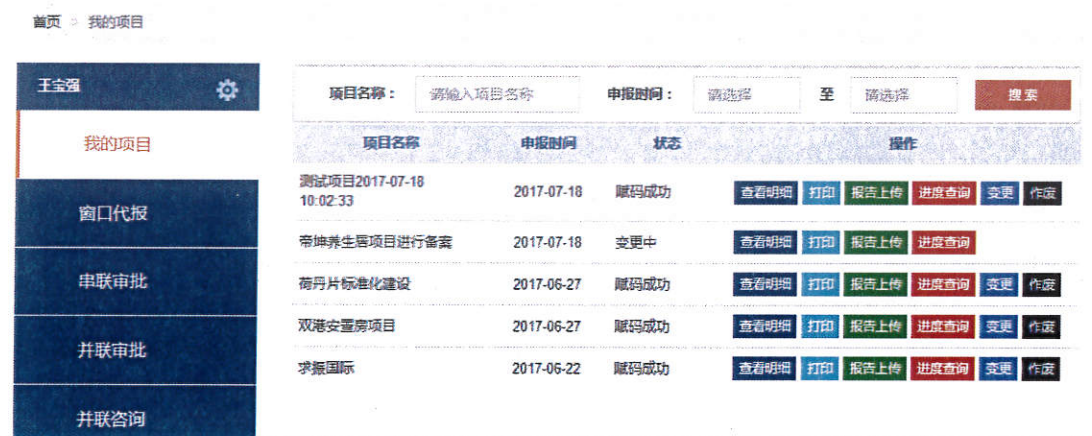 首页 > 我的项目
王宝强
项目名称： 请输入项目名称 申报时间： 请选择 至 请选择 搜索
我的项目
窗口代报
串联审批
并联审批
并联咨询
项目名称 申报时间 状态 操作
测试项目2017-07-18
10:02:33 2017-07-18 赋码成功 查看明细 打印 报告上传 进度查询 变更 作废
帝坤养生居项目进行备案 2017-07-18 变更中 查看明细 打印 报告上传 进度查询
荷丹片标准化建设 2017-06-27 赋码成功 查看明细 打印 报告上传 进度查询 变更 作废
双港安置房项目 2017-06-27 赋码成功 查看明细 打印 报告上传 进度查询 变更 作废
求振国际 2017-06-22 赋码成功 查看明细 打印 报告上传 进度查询 变更 作废